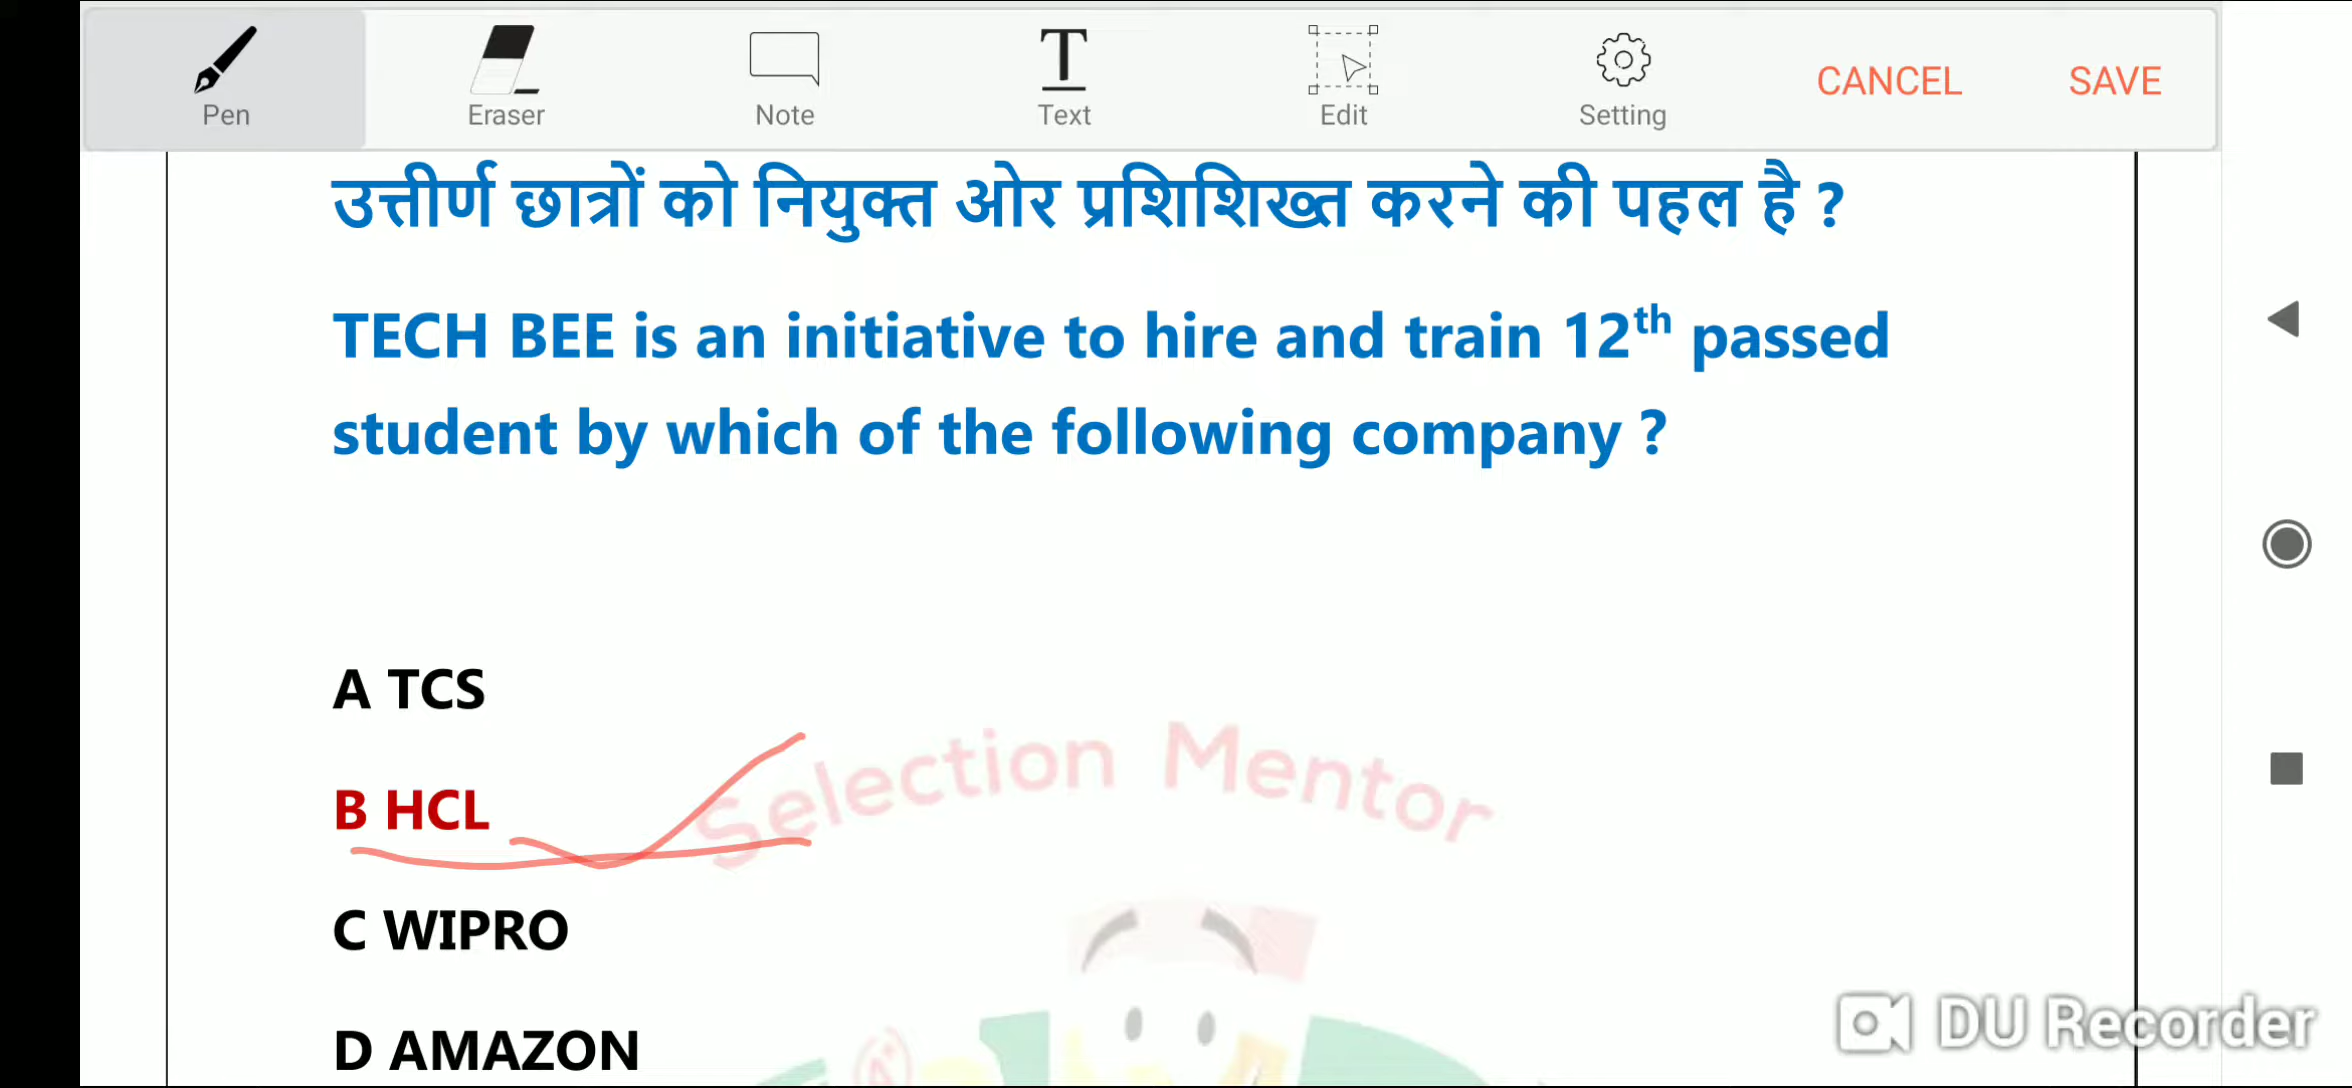 Pen
Eraser
Note
Text
Edit
Setting
CANCEL
SAVE
उत्तीर्ण छात्रों को नियुक्त ओर प्रशिशिख्त करने की पहल है ?
TECH BEE is an initiative to hire and train 12th passed
student by which of the following company ?
A TCS
B HCL
Selection Mentor
C WIPRO
D AMAZON
DU Recorder